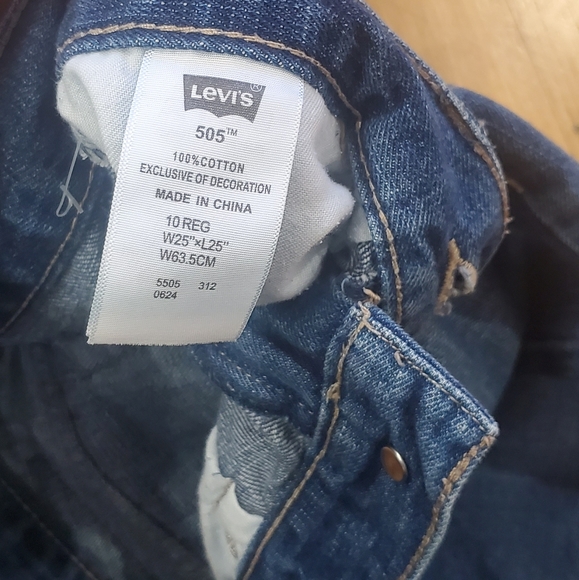 LEVI'S®
505™
100%COTTON
EXCLUSIVE OF DECORATION
MADE IN CHINA
10 REG
W25"×L25"
W63.5CM
5505 312
0624